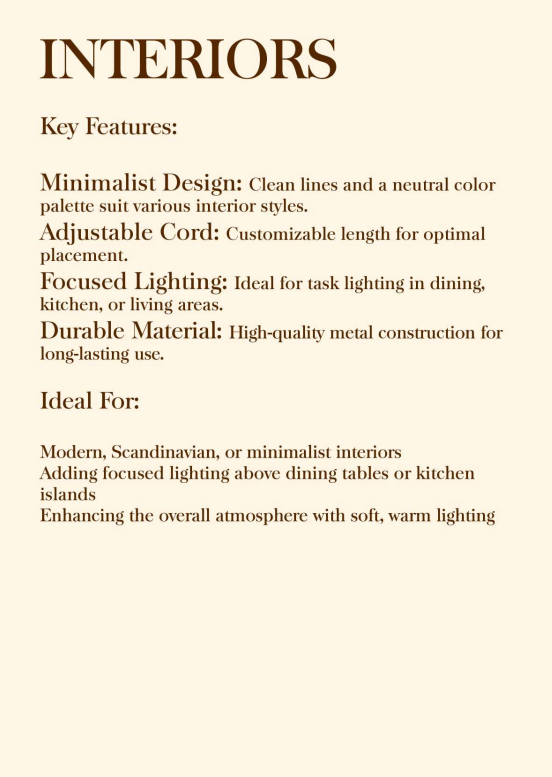 INTERIORS
Key Features:
Minimalist Design: Clean lines and a neutral color
palette suit various interior styles.
Adjustable Cord: Customizable length for optimal
placement.
Focused Lighting: Ideal for task lighting in dining,
kitchen, or living areas.
Durable Material: High-quality metal construction for
long-lasting use.
Ideal For:
Modern, Scandinavian, or minimalist interiors
Adding focused lighting above dining tables or kitchen
islands
Enhancing the overall atmosphere with soft, warm lighting